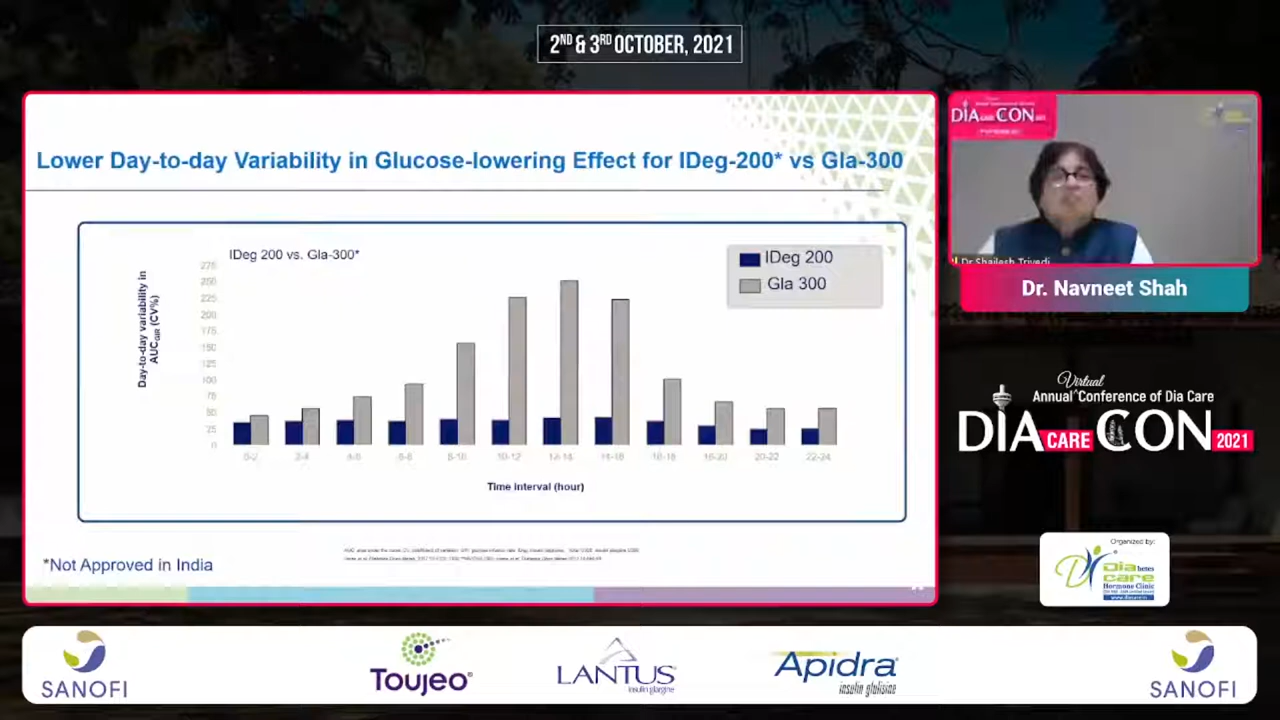 2ND & 3RD OCTOBER, 2021
Lower Day-to-day Variability in Glucose-lowering Effect for IDeg-200* vs Gla-300
IDeg 200 vs. Gla-300*
IDeg 200
Gla 300
Day-to-day variability in
AUCGIR (CV%)
275
250
225
200
175
150
125
100
75
50
25
0
0-2
2-4
4-6
6-8
8-10
10-12
12-14
14-16
16-18
18-20
20-22
22-24
Time interval (hour)
*Not Approved in India
DIA CARE CON
Dr Shailesh Trivedi
Dr. Navneet Shah
Virtual
Annual Conference of Dia Care
DIA CARE CON 2021
Organized by:
Diabetes
care
Hormone Clinic
SANOFI
Toujeo®
LANTUS®
insulin glargine
Apidra®
insulin glulisine
SANOFI